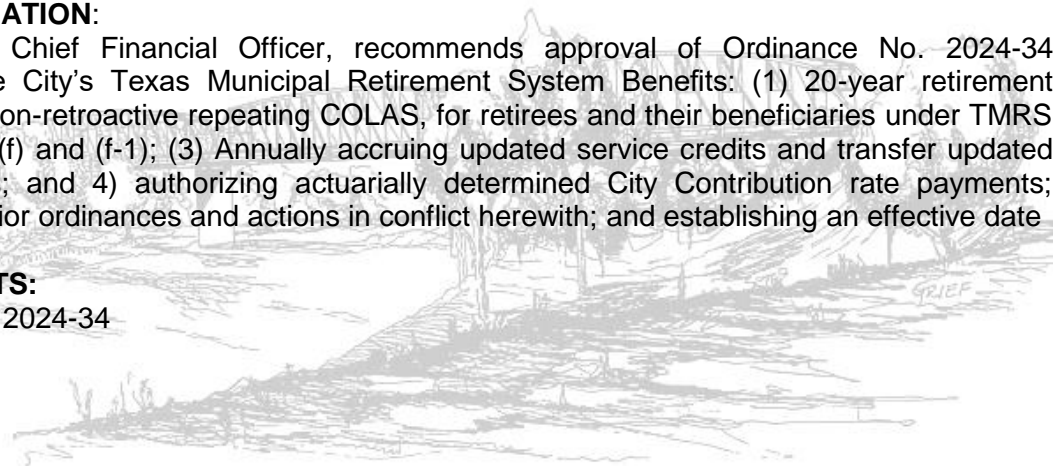 ATION:
Chief Financial Officer, recommends approval of Ordinance No. 2024-34
e City's Texas Municipal Retirement System Benefits: (1) 20-year retirement
on-retroactive repeating COLAS, for retirees and their beneficiaries under TMRS
(f) and (f-1); (3) Annually accruing updated service credits and transfer updated
; and 4) authorizing actuarially determined City Contribution rate payments;
ior ordinances and actions in conflict herewith; and establishing an effective date
TS:
2024-34
GRIEF